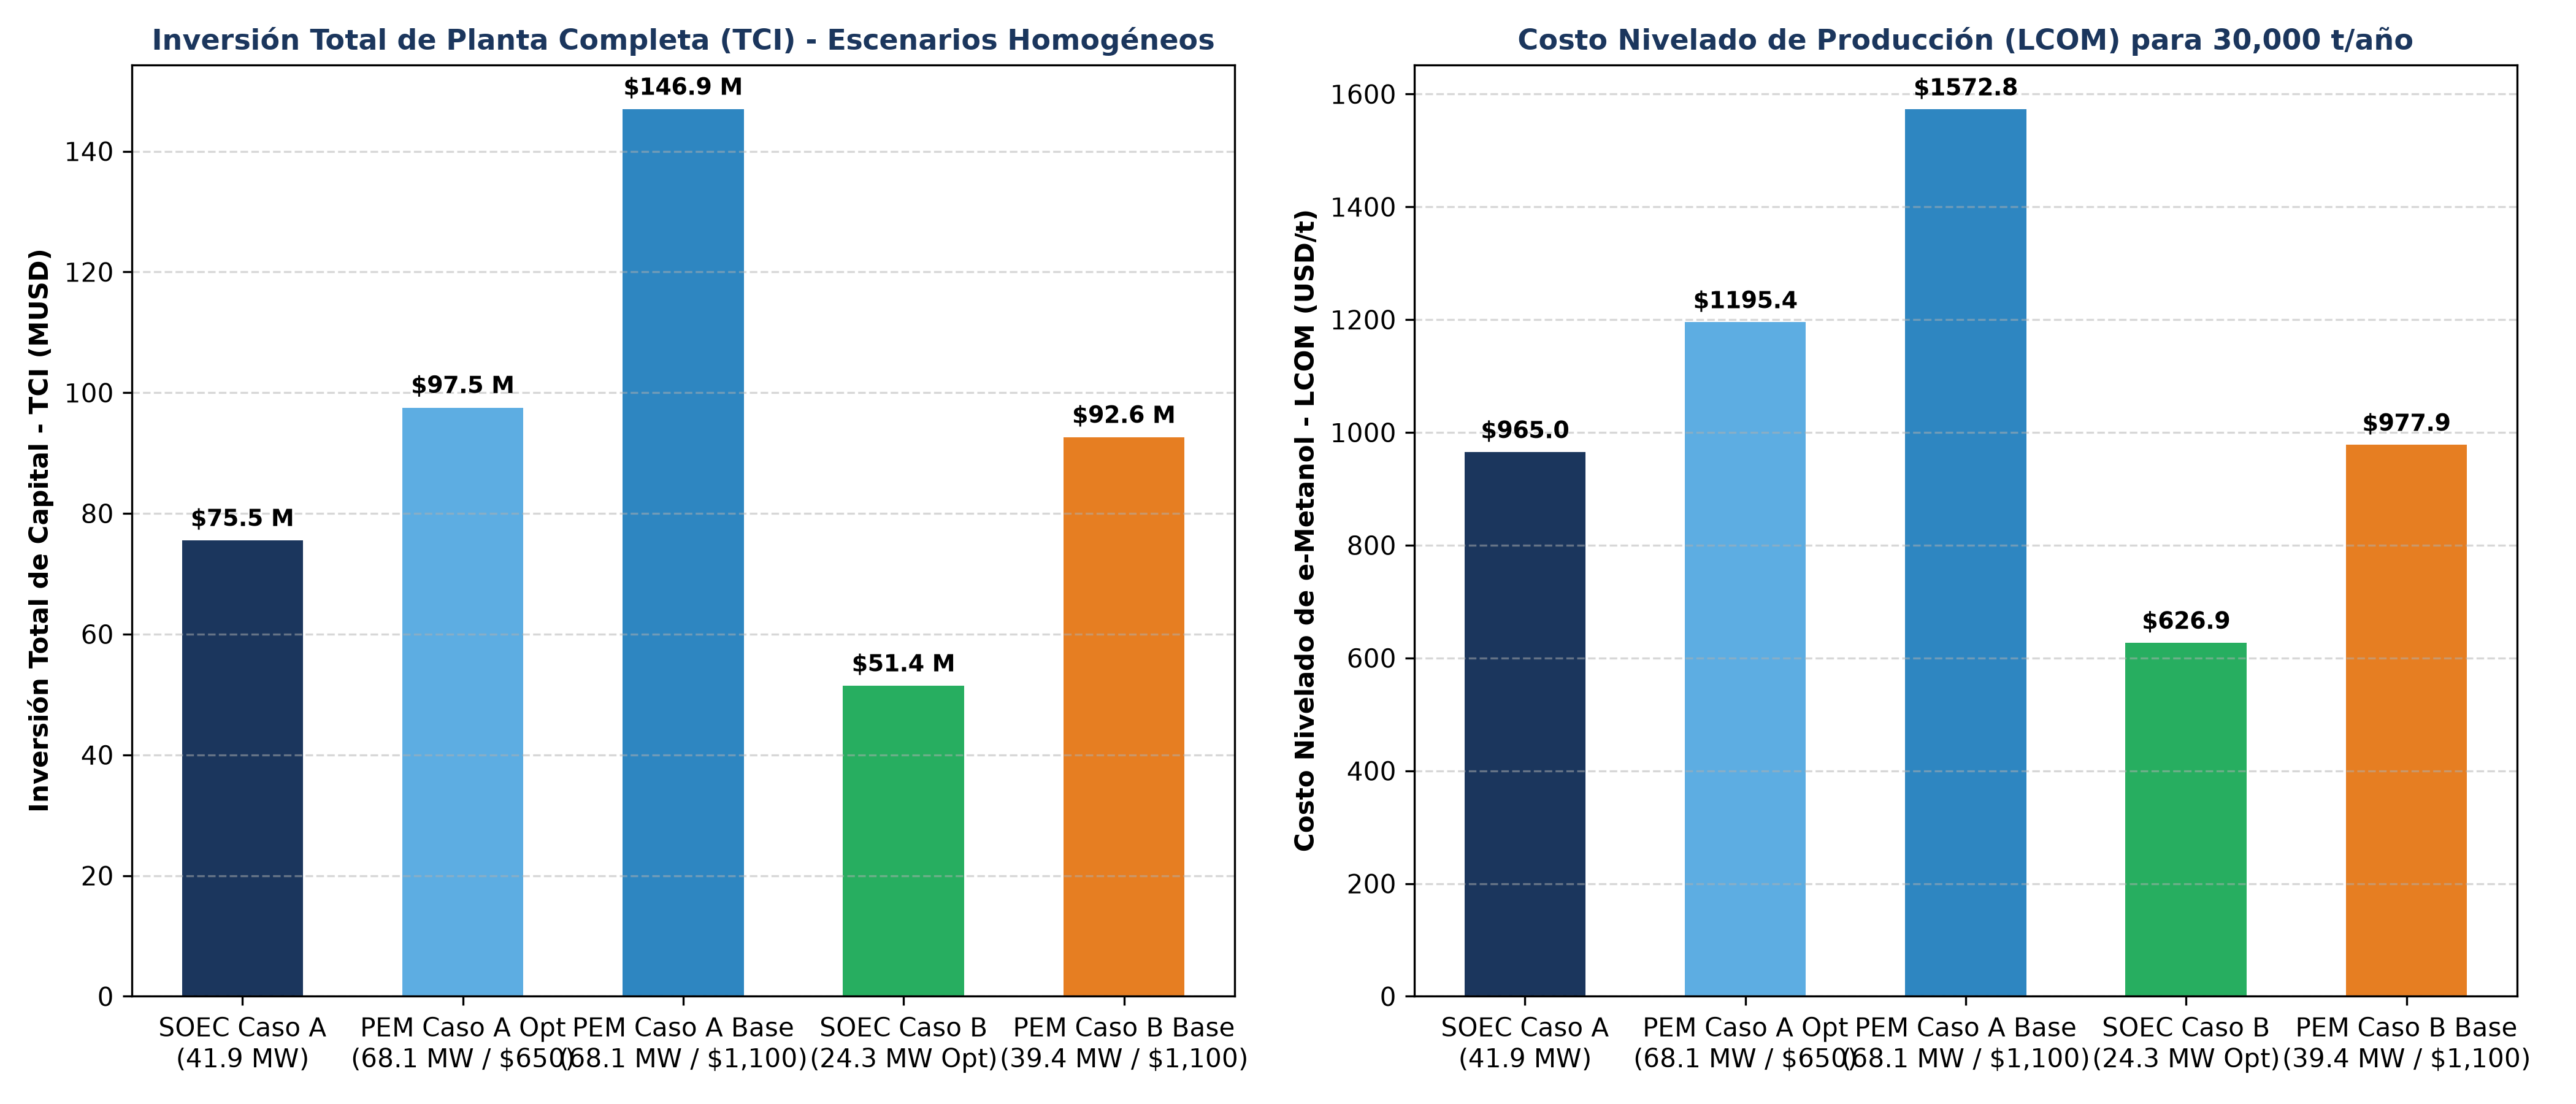 Inversión Total de Planta Completa (TCI) - Escenarios Homogéneos
Inversión Total de Capital - TCI (MUSD)
140
120
100
80
60
40
20
0
$75.5 M
$97.5 M
$146.9 M
$51.4 M
$92.6 M
SOEC Caso A
(41.9 MW)
PEM Caso A Opt
(68.1 MW / $650)
PEM Caso A Base
(68.1 MW / $1,100)
SOEC Caso B
(24.3 MW Opt)
PEM Caso B Base
(39.4 MW / $1,100)
Costo Nivelado de Producción (LCOM) para 30,000 t/año
Costo Nivelado de e-Metanol - LCOM (USD/t)
1600
1400
1200
1000
800
600
400
200
0
$965.0
$1195.4
$1572.8
$626.9
$977.9
SOEC Caso A
(41.9 MW)
PEM Caso A Opt
(68.1 MW / $650)
PEM Caso A Base
(68.1 MW / $1,100)
SOEC Caso B
(24.3 MW Opt)
PEM Caso B Base
(39.4 MW / $1,100)